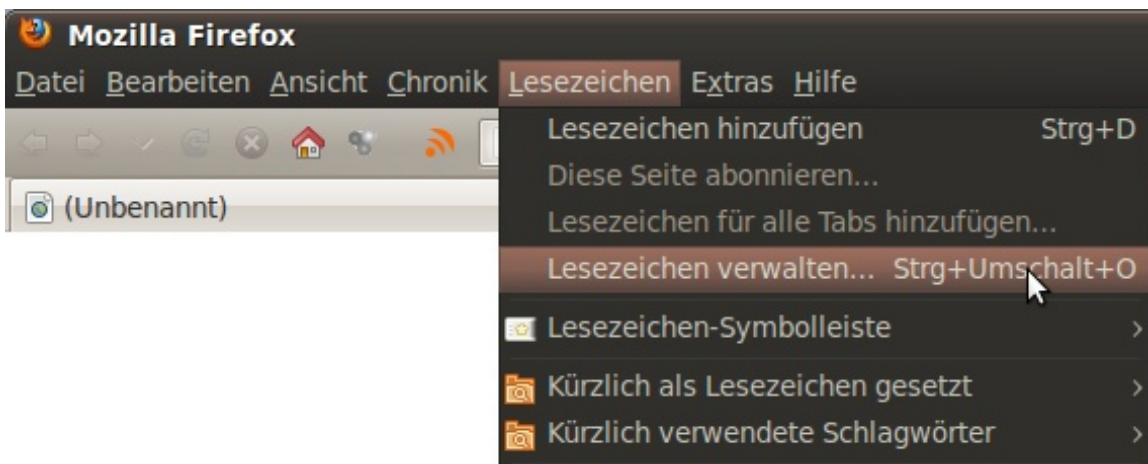 Mozilla Firefox
Datei Bearbeiten Ansicht Chronik Lesezeichen Extras Hilfe
Lesezeichen hinzufügen Strg+D
Diese Seite abonnieren...
(Unbenannt)
Lesezeichen für alle Tabs hinzufügen...
Lesezeichen verwalten... Strg+Umschalt+O
Lesezeichen-Symbolleiste
Kürzlich als Lesezeichen gesetzt
Kürzlich verwendete Schlagwörter